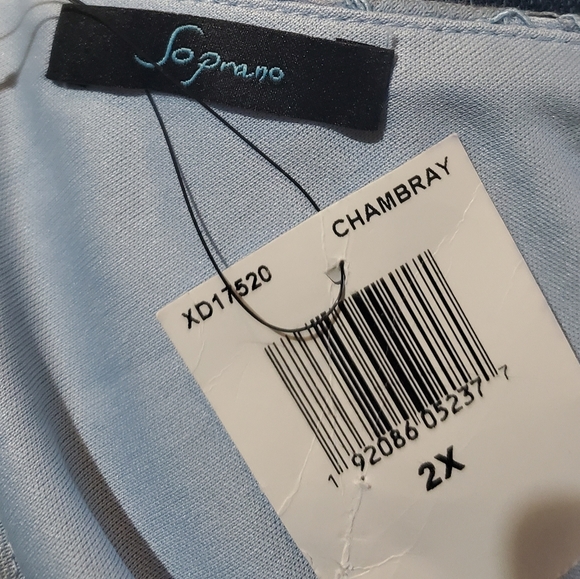 Soprano
XD17520
CHAMBRAY
1 92086 05237 7
2X